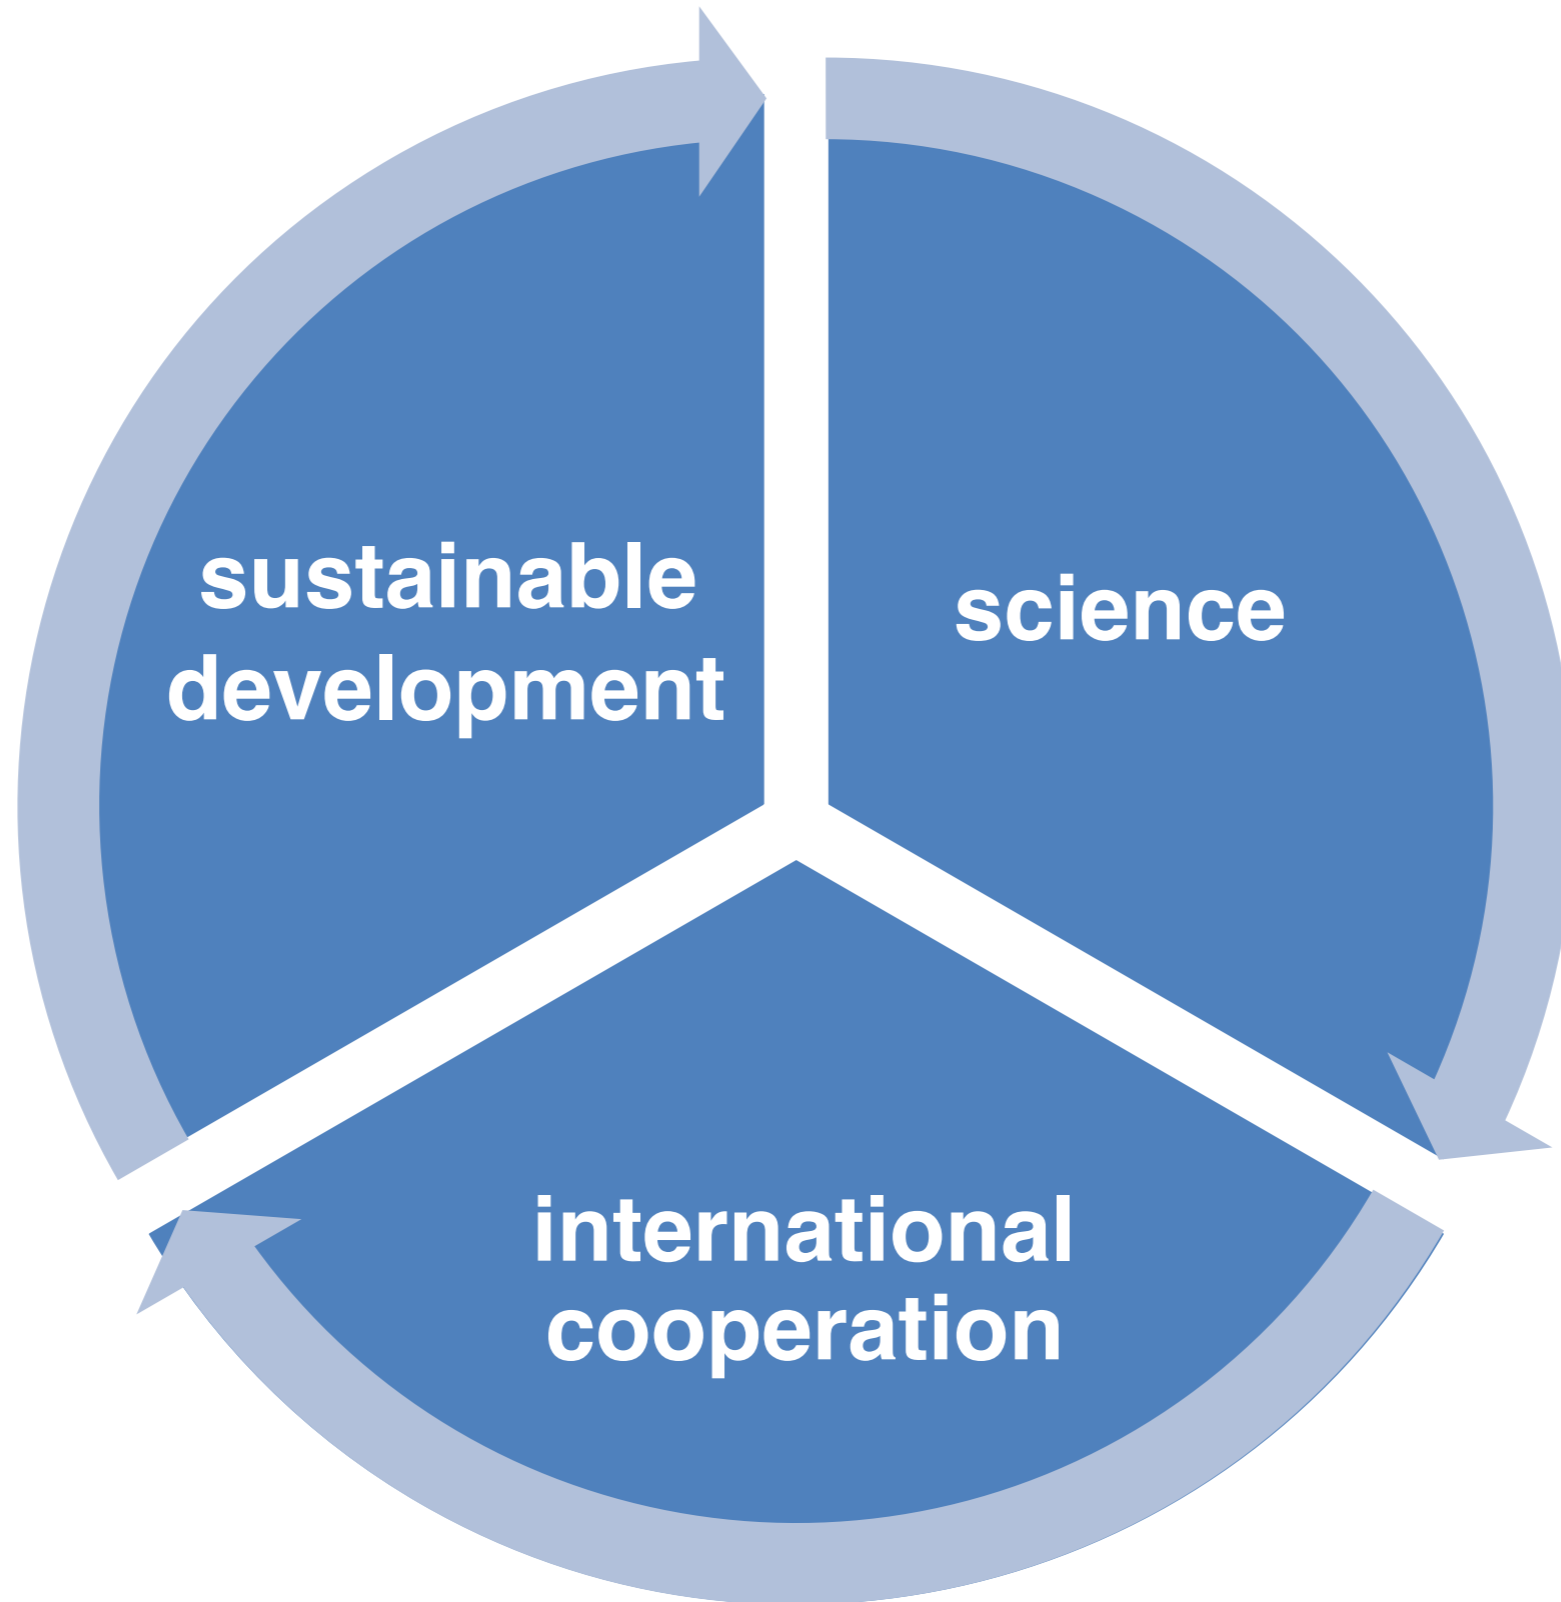 sustainable
development
science
international
cooperation